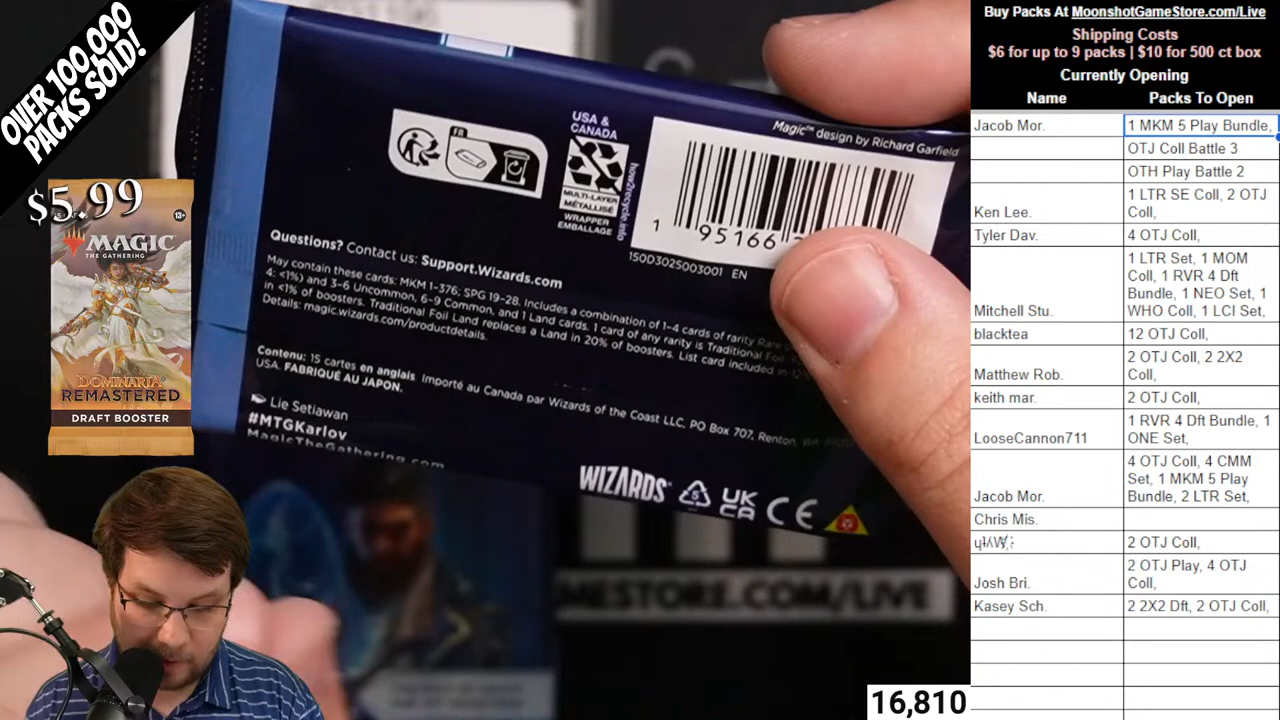 OVER 100,000
PACKS SOLD!
$5.99
13+
MAGIC
THE GATHERING
DOMINARIA
REMASTERED
DRAFT BOOSTER
FR
USA &
CANADA
MULTI-LAYER
MÉTALLISÉ
WRAPPER
EMBALLAGE
how2recycle.info
Magic™ design by Richard Garfield
1 95166
150D3025003001 EN
Questions? Contact us: Support.Wizards.com
May contain these cards: MKM 1-376; SPG 19-28. Includes a combination of 1–4 cards of rarity Rare
4: <1%) and 3–6 Uncommon, 6–9 Common, and 1 Land cards. 1 card of any rarity is Traditional Foil
in <1% of boosters. Traditional Foil Land replaces a Land in 20% of boosters. List card included in
Details: magic.wizards.com/productdetails.
Contenu: 15 cartes en anglais. Importé au Canada par Wizards of the Coast LLC, PO Box 707, Renton, WA
USA. FABRIQUÉ AU JAPON.
Lie Setiawan
#MTGKarlov
MagicTheGathering.com
WIZARDS
5
UK
CA
CE
MESTORE.COM/LIVE
16,810
Buy Packs At MoonshotGameStore.com/Live
Shipping Costs
$6 for up to 9 packs | $10 for 500 ct box
Currently Opening
Name Packs To Open
Jacob Mor. 1 MKM 5 Play Bundle,
OTJ Coll Battle 3
OTH Play Battle 2
Ken Lee. 1 LTR SE Coll, 2 OTJ
Coll,
Tyler Dav. 4 OTJ Coll,
Mitchell Stu. 1 LTR Set, 1 MOM
Coll, 1 RVR 4 Dft
Bundle, 1 NEO Set, 1
WHO Coll, 1 LCI Set,
blacktea 12 OTJ Coll,
Matthew Rob. 2 OTJ Coll, 2 2X2
Coll,
keith mar. 2 OTJ Coll,
LooseCannon711 1 RVR 4 Dft Bundle, 1
ONE Set,
Jacob Mor. 4 OTJ Coll, 4 CMM
Set, 1 MKM 5 Play
Bundle, 2 LTR Set,
Chris Mis.
2 OTJ Coll,
Josh Bri. 2 OTJ Play, 4 OTJ
Coll,
Kasey Sch. 2 2X2 Dft, 2 OTJ Coll,